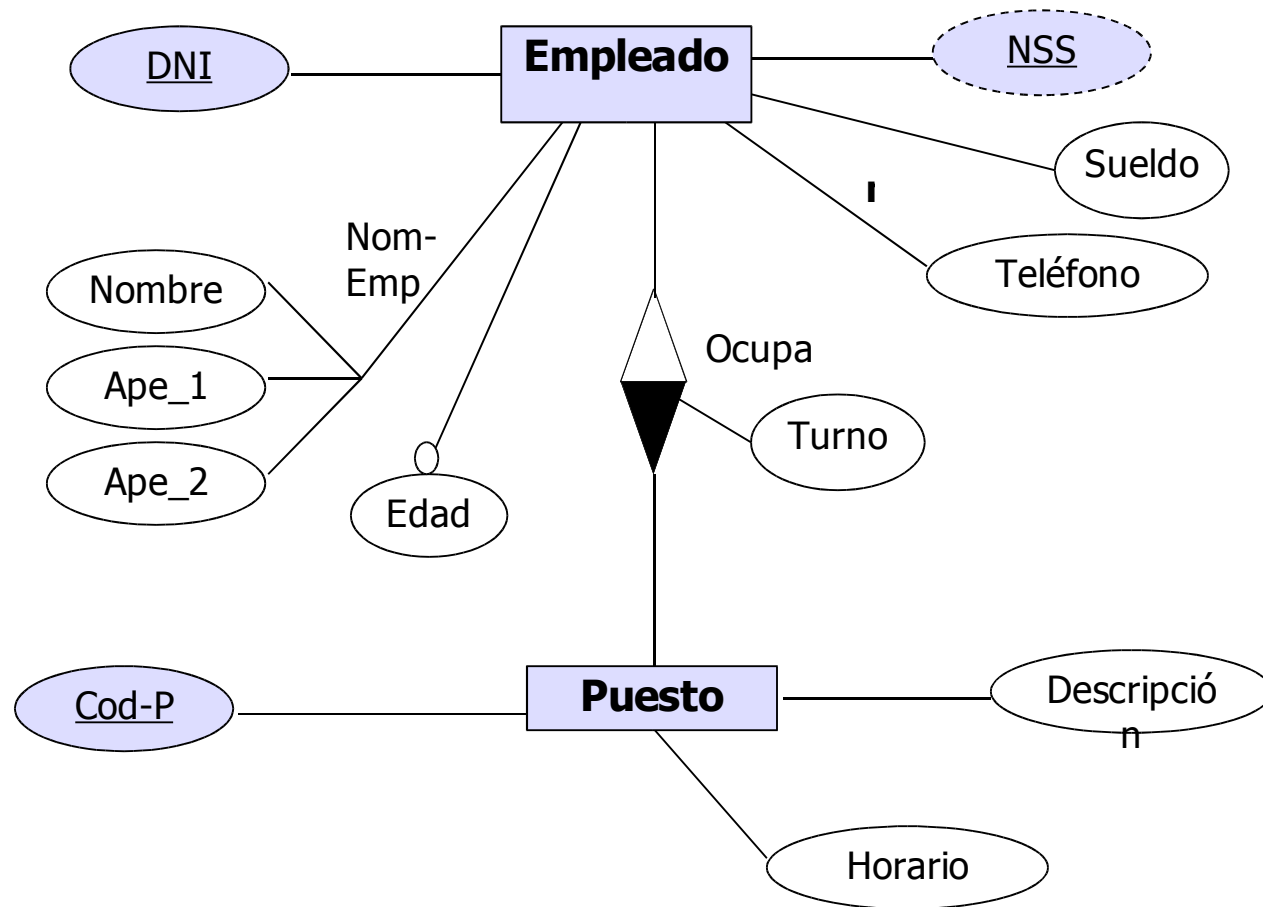 DNI
Empleado
NSS
Sueldo
Nom-
Emp
Teléfono
Nombre
Ape_1
Ape_2
Edad
Ocupa
Turno
Cod-P
Puesto
Descripció
n
Horario